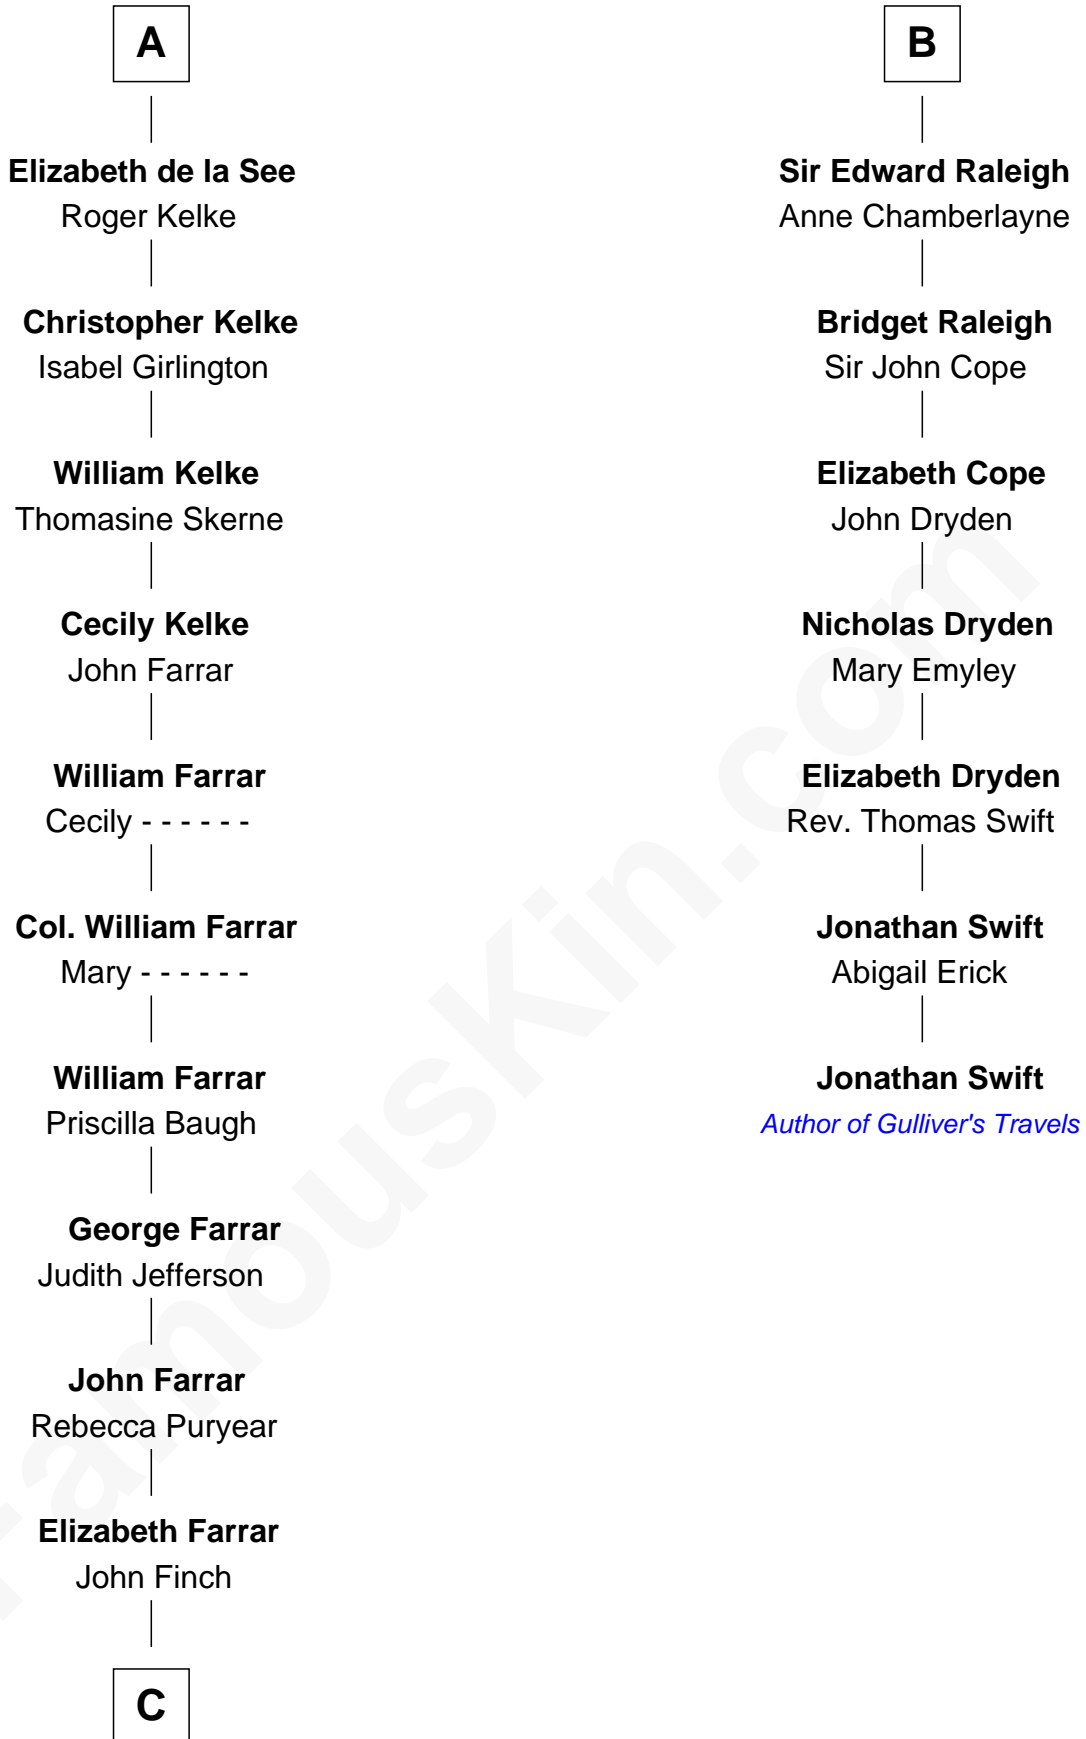 A
Elizabeth de la See
Roger Kelke
Christopher Kelke
Isabel Girlington
William Kelke
Thomasine Skerne
Cecily Kelke
John Farrar
William Farrar
Cecily - - - - - -
Col. William Farrar
Mary - - - - - -
William Farrar
Priscilla Baugh
George Farrar
Judith Jefferson
John Farrar
Rebecca Puryear
Elizabeth Farrar
John Finch
C
B
Sir Edward Raleigh
Anne Chamberlayne
Bridget Raleigh
Sir John Cope
Elizabeth Cope
John Dryden
Nicholas Dryden
Mary Emyley
Elizabeth Dryden
Rev. Thomas Swift
Jonathan Swift
Abigail Erick
Jonathan Swift
Author of Gulliver's Travels
FamousKin.com